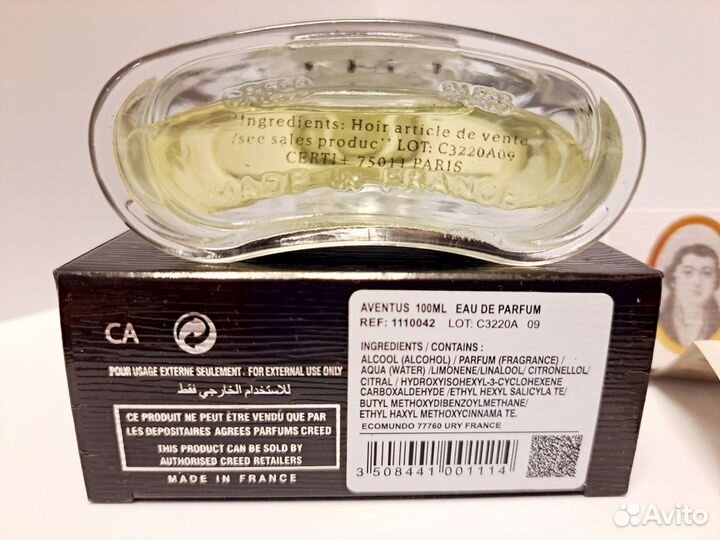 "Ingredients: Hoir article de vente
/see sales produc" LOT: C3220A09
CERTI+ 75011 PARIS
MADE IN FRANCE
CA
POUR USAGE EXTERNE SEULEMENT. FOR EXTERNAL USE ONLY
للاستخدام الخارجي فقط
CE PRODUIT NE PEUT ÊTRE VENDU QUE PAR
LES DEPOSITAIRES AGREES PARFUMS CREED
THIS PRODUCT CAN BE SOLD BY
AUTHORISED CREED RETAILERS
MADE IN FRANCE
AVENTUS 100ML EAU DE PARFUM
REF: 1110042 LOT: C3220A 09
INGREDIENTS / CONTAINS :
ALCOOL (ALCOHOL) / PARFUM (FRAGRANCE) /
AQUA (WATER) /LIMONENE/LINALOOL/ CITRONELLOL/
CITRAL / HYDROXYISOHEXYL-3-CYCLOHEXENE
CARBOXALDEHYDE /ETHYL HEXYL SALICYLA TE/
BUTYL METHOXYDIBENZOYLMETHANE/
ETHYL HAXYL METHOXYCINNAMA TE.
ECOMUNDO 77760 URY FRANCE
3 508441 001114
Avito